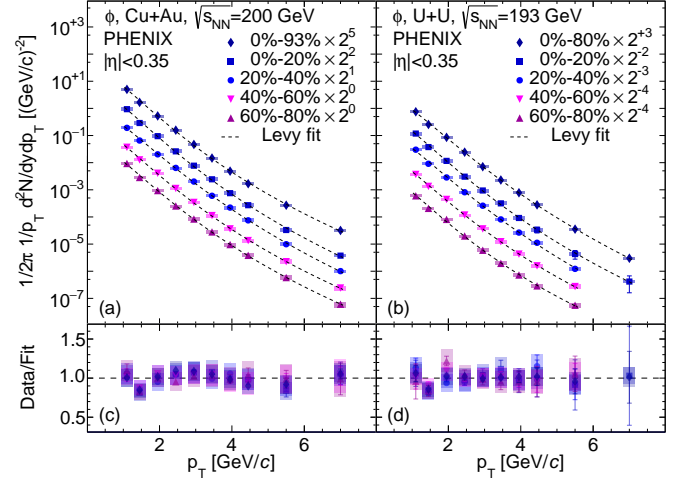 φ, Cu+Au, √s_NN=200 GeV
PHENIX
|η|<0.35
0%-93%×2^5
0%-20%×2^2
20%-40%×2^1
40%-60%×2^0
60%-80%×2^0
Levy fit
(a)
φ, U+U, √s_NN=193 GeV
PHENIX
|η|<0.35
0%-80%×2^+3
0%-20%×2^-2
20%-40%×2^-3
40%-60%×2^-4
60%-80%×2^-4
Levy fit
(b)
1/2π 1/p_T d^2N/dydp_T [(GeV/c)^-2]
10^+3
10^+1
10^-1
10^-3
10^-5
10^-7
Data/Fit
1.5
1.0
0.5
(c)
(d)
0 2 4 6
2 4 6
p_T [GeV/c]
p_T [GeV/c]